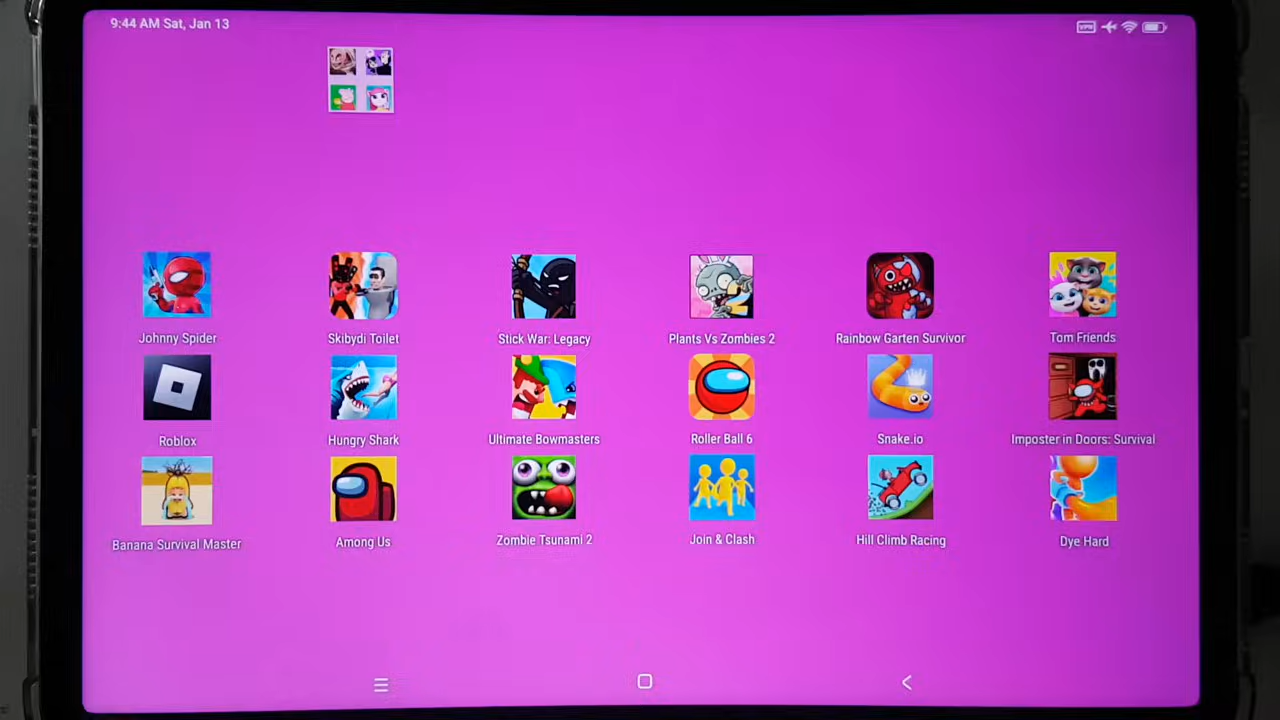 9:44 AM Sat, Jan 13
VPN
Johnny Spider
Skibydi Toilet
Stick War: Legacy
Plants Vs Zombies 2
Rainbow Garten Survivor
Tom Friends
Roblox
Hungry Shark
Ultimate Bowmasters
Roller Ball 6
Snake.io
Imposter in Doors: Survival
Banana Survival Master
Among Us
Zombie Tsunami 2
Join & Clash
Hill Climb Racing
Dye Hard